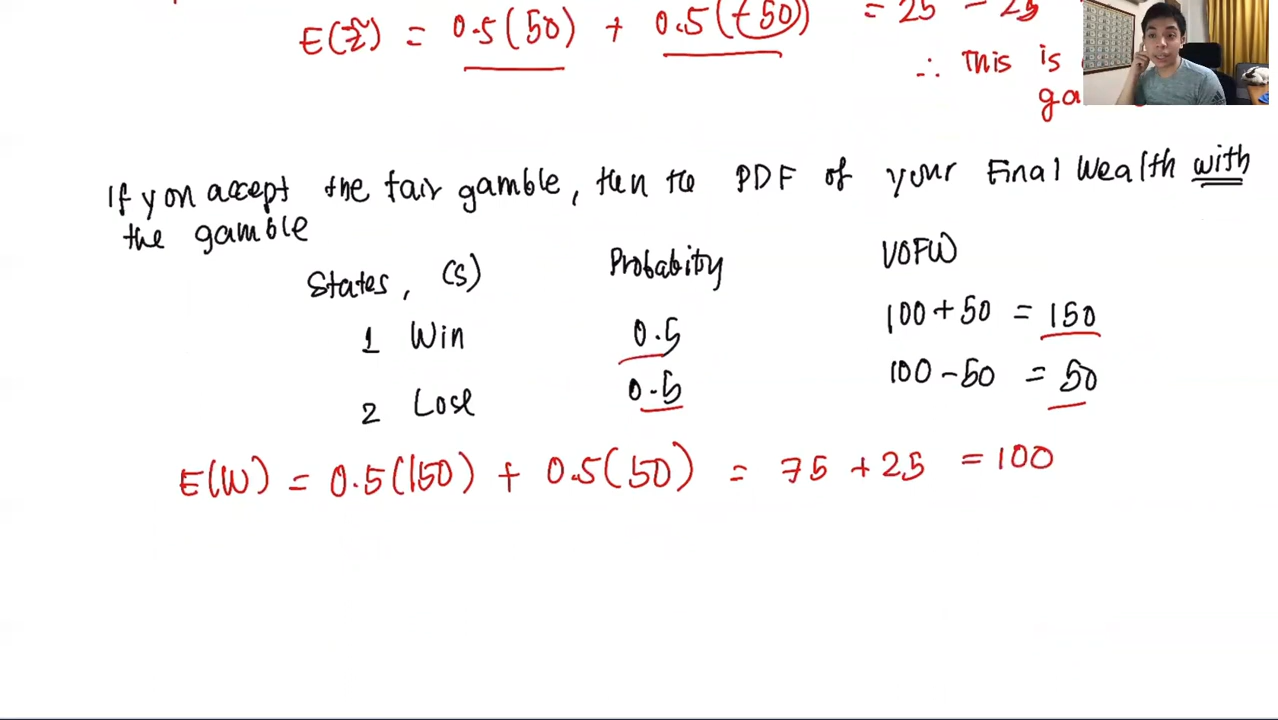 E(z̃) = 0.5(50) + 0.5(-50) = 25 - 25
∴ This is
If you accept the fair gamble, then the PDF of your Final Wealth with
the gamble
States, (S) Probabity VOFW
1 Win 0.5 100+50 = 150
2 Lose 0.5 100-50 = 50
E(W) = 0.5(150) + 0.5(50) = 75 + 25 = 100